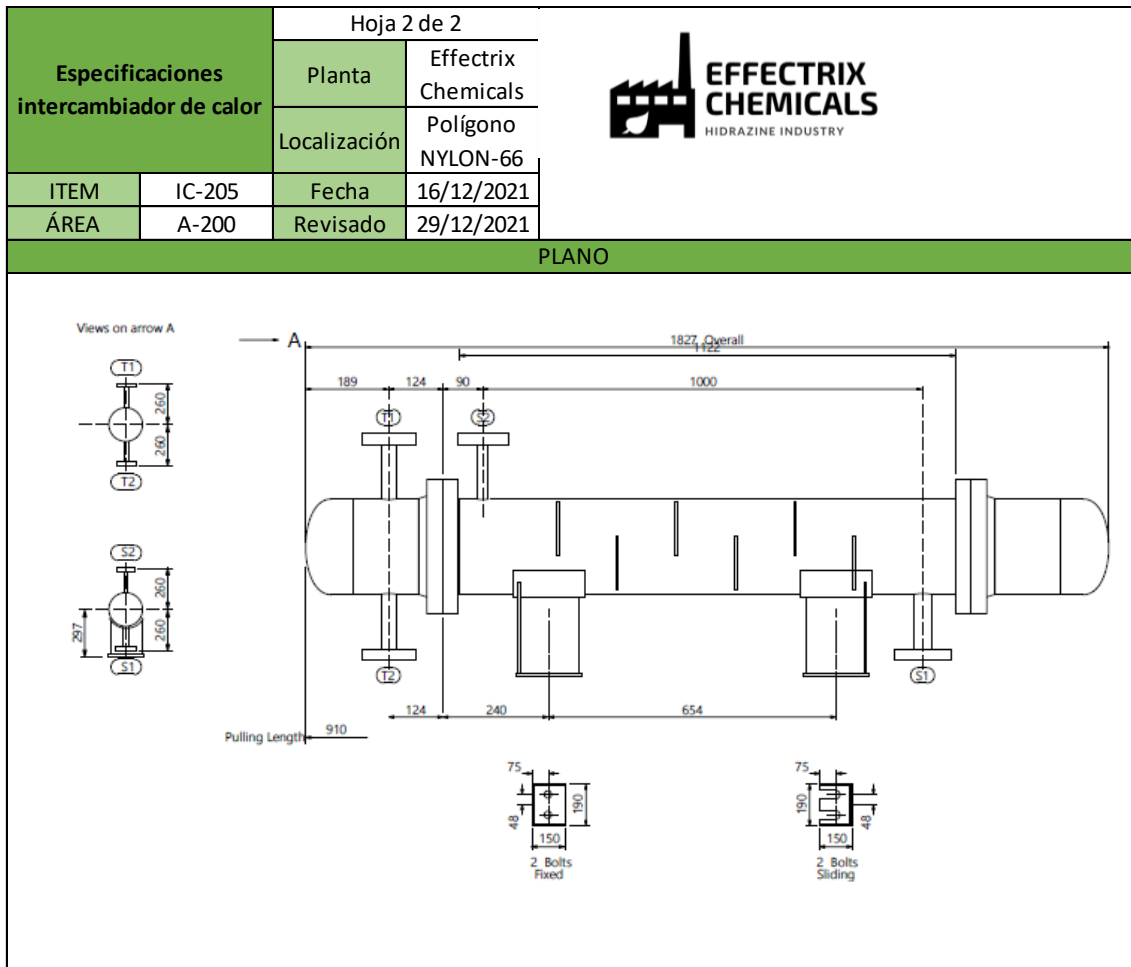 Especificaciones
intercambiador de calor
Hoja 2 de 2
Planta
Effectrix
Chemicals
Localización
Polígono
NYLON-66
ITEM
IC-205
Fecha
16/12/2021
ÁREA
A-200
Revisado
29/12/2021
EFFECTRIX
CHEMICALS
HIDRAZINE INDUSTRY
PLANO
Views on arrow A
A
1827 Overall
1122
189
124
90
1000
T1
260
260
T2
T1
S2
S2
260
297
260
S1
T2
S1
124
240
654
Pulling Length
910
75
48
190
150
2 Bolts
Fixed
75
190
48
150
2 Bolts
Sliding